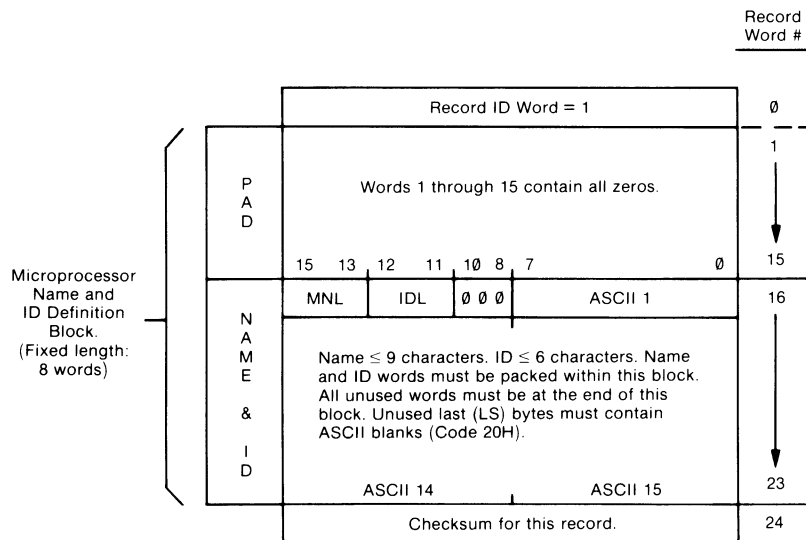 Record
Word #
Record ID Word = 1
Ø
1
P
A
D
Words 1 through 15 contain all zeros.
15 13 12 11 10 8 7 Ø
15
Microprocessor
Name and
ID Definition
Block.
(Fixed length:
8 words)
MNL
IDL
Ø Ø Ø
ASCII 1
16
N
A
M
E
&
I
D
Name ≤ 9 characters. ID ≤ 6 characters. Name
and ID words must be packed within this block.
All unused words must be at the end of this
block. Unused last (LS) bytes must contain
ASCII blanks (Code 20H).
ASCII 14
ASCII 15
23
Checksum for this record.
24